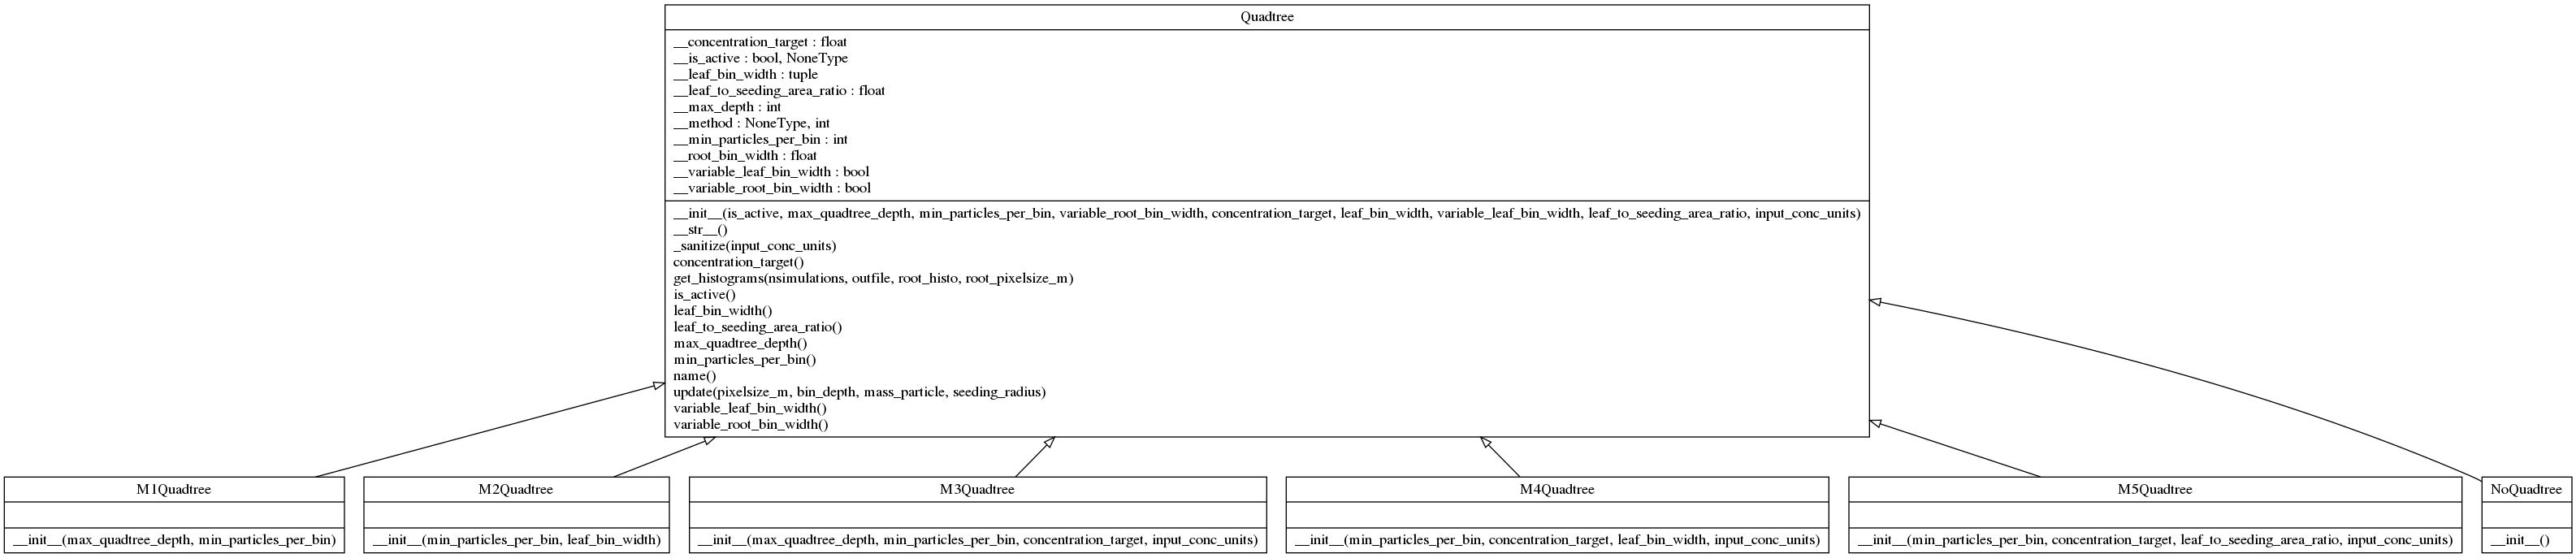 Quadtree
__concentration_target : float
__is_active : bool, NoneType
__leaf_bin_width : tuple
__leaf_to_seeding_area_ratio : float
__max_depth : int
__method : NoneType, int
__min_particles_per_bin : int
__root_bin_width : float
__variable_leaf_bin_width : bool
__variable_root_bin_width : bool
__init__(is_active, max_quadtree_depth, min_particles_per_bin, variable_root_bin_width, concentration_target, leaf_bin_width, variable_leaf_bin_width, leaf_to_seeding_area_ratio, input_conc_units)
__str__()
_sanitize(input_conc_units)
concentration_target()
get_histograms(nsimulations, outfile, root_histo, root_pixelsize_m)
is_active()
leaf_bin_width()
leaf_to_seeding_area_ratio()
max_quadtree_depth()
min_particles_per_bin()
name()
update(pixelsize_m, bin_depth, mass_particle, seeding_radius)
variable_leaf_bin_width()
variable_root_bin_width()
M1Quadtree
__init__(max_quadtree_depth, min_particles_per_bin)
M2Quadtree
__init__(min_particles_per_bin, leaf_bin_width)
M3Quadtree
__init__(max_quadtree_depth, min_particles_per_bin, concentration_target, input_conc_units)
M4Quadtree
__init__(min_particles_per_bin, concentration_target, leaf_bin_width, input_conc_units)
M5Quadtree
__init__(min_particles_per_bin, concentration_target, leaf_to_seeding_area_ratio, input_conc_units)
NoQuadtree
__init__()